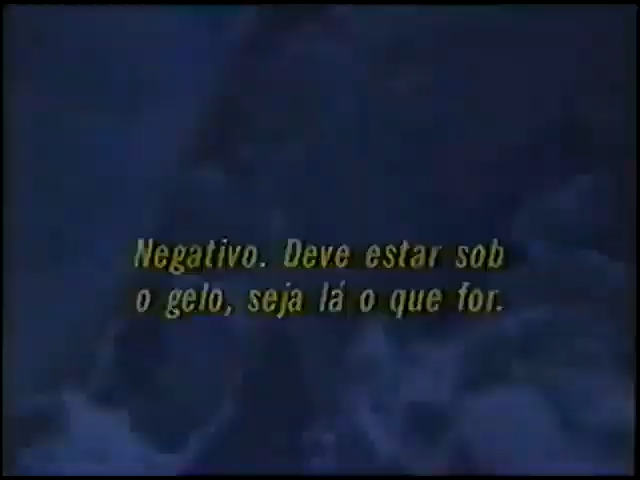 Negativo. Deve estar sob
o gelo, seja lá o que for.